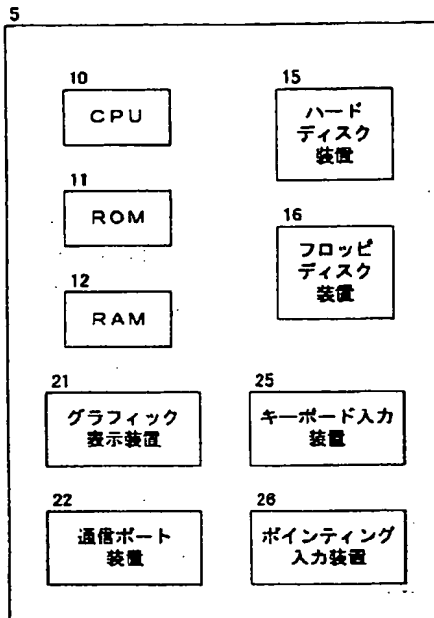 5
10
CPU
11
ROM
12
RAM
15
ハード
ディスク
装置
16
フロッピ
ディスク
装置
21
グラフィック
表示装置
25
キーボード入力
装置
22
通信ポート
装置
26
ポインティング
入力装置